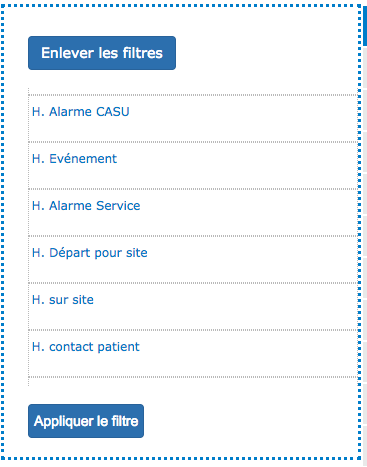 Enlever les filtres
H. Alarme CASU
H. Evénement
H. Alarme Service
H. Départ pour site
H. sur site
H. contact patient
Appliquer le filtre